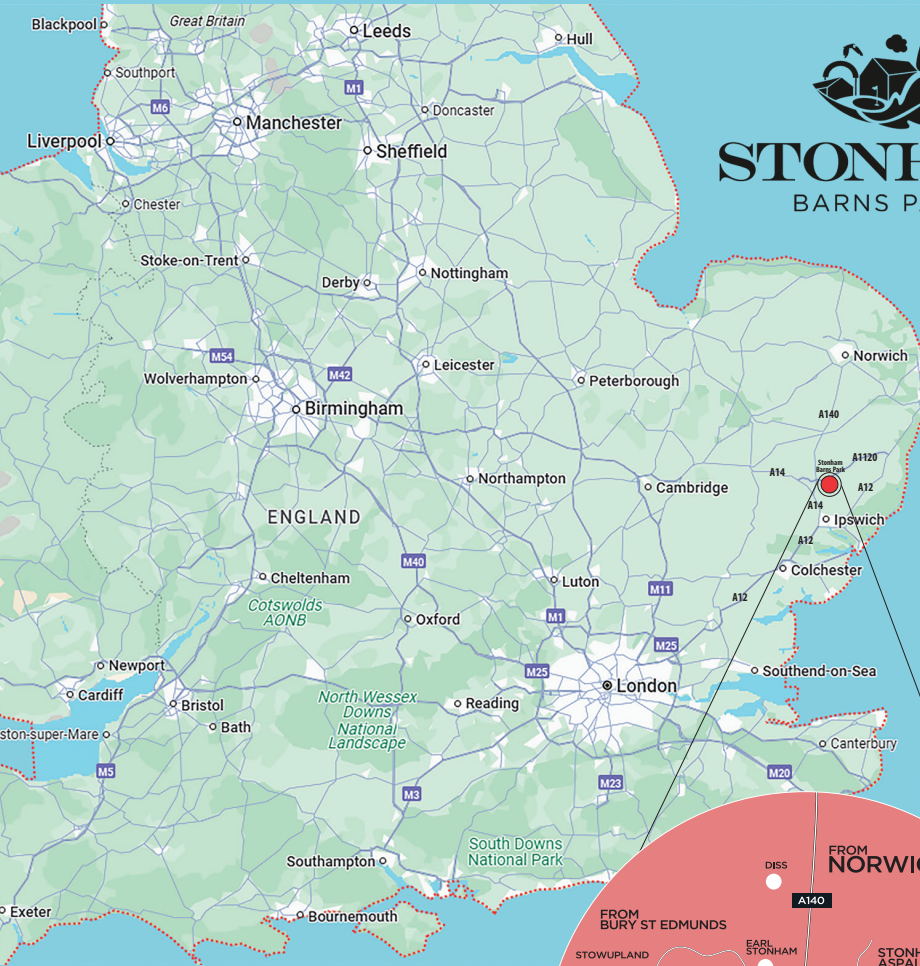 Great Britain
Blackpool
Leeds
Hull
Southport
M1
M6
Doncaster
Manchester
Liverpool
Sheffield
STONH
BARNS PA
Chester
Stoke-on-Trent
Nottingham
Derby
M54
Norwich
Leicester
M42
Wolverhampton
Peterborough
Birmingham
A140
A1120
Stonham
Barns Park
A14
Northampton
Cambridge
A12
A14
ENGLAND
Ipswich
A12
M40
Colchester
Cheltenham
Luton
M11
A12
Cotswolds
AONB
M1
Oxford
M25
Newport
M25
Southend-on-Sea
London
Cardiff
North Wessex
Downs
National
Landscape
Bristol
Reading
Bath
ston-super-Mare
Canterbury
M5
M20
M23
M3
South Downs
National Park
Southampton
FROM
NORWIC
DISS
A140
Exeter
Bournemouth
FROM
BURY ST EDMUNDS
EARL
STONHAM
STOWUPLAND
STONH
ASPAL